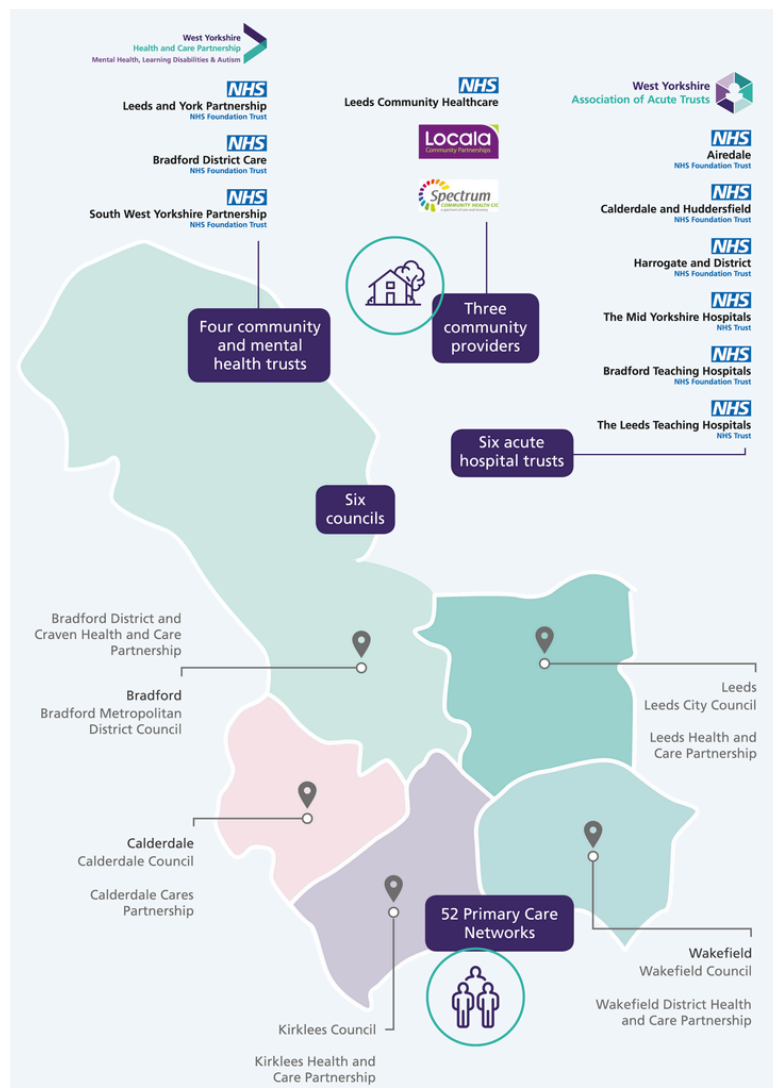 West Yorkshire
Health and Care Partnership
Mental Health, Learning Disabilities & Autism
NHS
Leeds and York Partnership
NHS Foundation Trust
NHS
Bradford District Care
NHS Foundation Trust
NHS
South West Yorkshire Partnership
NHS Foundation Trust
Four community
and mental
health trusts
NHS
Leeds Community Healthcare
Locala
Community Partnerships
Spectrum
COMMUNITY HEALTH CIC
Three
community
providers
West Yorkshire
Association of Acute Trusts
NHS
Airedale
NHS Foundation Trust
NHS
Calderdale and Huddersfield
NHS Foundation Trust
NHS
Harrogate and District
NHS Foundation Trust
NHS
The Mid Yorkshire Hospitals
NHS Trust
NHS
Bradford Teaching Hospitals
NHS Foundation Trust
NHS
The Leeds Teaching Hospitals
NHS Trust
Six acute
hospital trusts
Six
councils
Bradford District and
Craven Health and Care
Partnership
Bradford
Bradford Metropolitan
District Council
Leeds
Leeds City Council
Leeds Health and
Care Partnership
Calderdale
Calderdale Council
Calderdale Cares
Partnership
52 Primary Care
Networks
Wakefield
Wakefield Council
Wakefield District Health
and Care Partnership
Kirklees Council
Kirklees Health and
Care Partnership